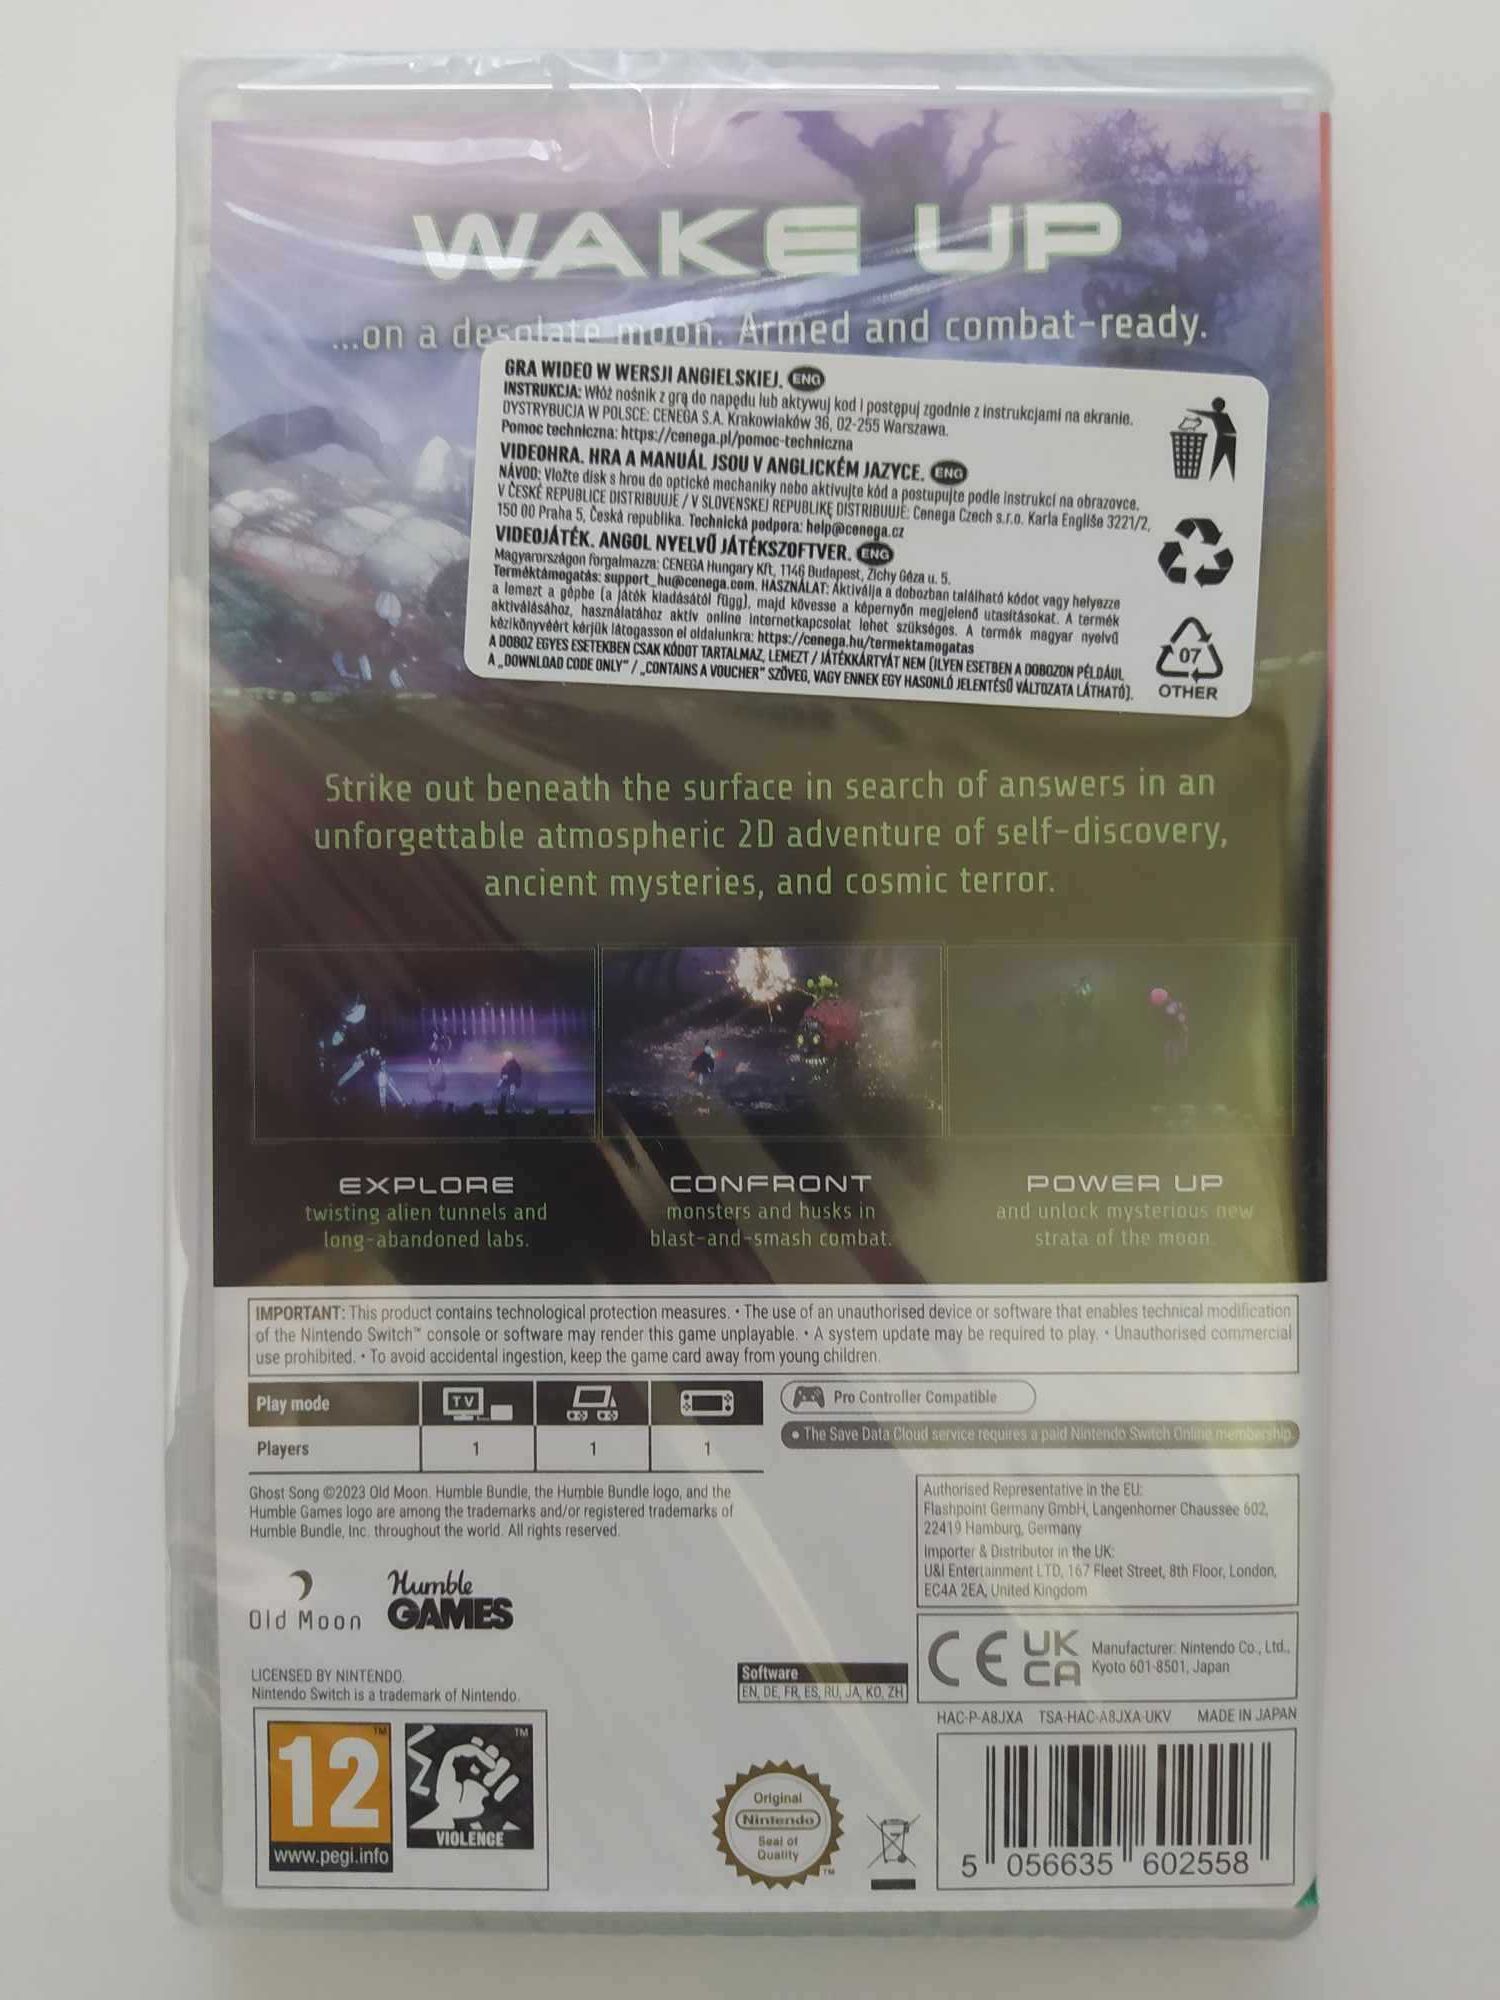 WAKE UP
...on a desolate moon. Armed and combat-ready.
GRA WIDEO W WERSJI ANGIELSKIEJ. ENG
INSTRUKCJA: Włóż nośnik z grą do napędu lub aktywuj kod i postępuj zgodnie z instrukcjami na ekranie.
DYSTRYBUCJA W POLSCE: CENEGA S.A. Krakowiaków 36, 02-255 Warszawa.
Pomoc techniczna: https://cenega.pl/pomoc-techniczna
VIDEOHRA. HRA A MANUÁL JSOU V ANGLICKÉM JAZYCE. ENG
NÁVOD: Vložte disk s hrou do optické mechaniky nebo aktivujte kód a postupujte podle instrukcí na obrazovce.
V ČESKÉ REPUBLICE DISTRIBUUJE / V SLOVENSKEJ REPUBLIKE DISTRIBUUJE: Cenega Czech s.r.o. Karla Engliše 3221/2,
150 00 Praha 5, Česká republika. Technická podpora: help@cenega.cz
VIDEOJÁTÉK. ANGOL NYELVŰ JÁTÉKSZOFTVER. ENG
Magyarországon forgalmazza: CENEGA Hungary Kft, 1146 Budapest, Zichy Géza u. 5.
Terméktámogatás: support_hu@cenega.com. HASZNÁLAT: Aktiválja a dobozban található kódot vagy helyezze
a lemezt a gépbe (a játék kiadásától függ), majd kövesse a képernyőn megjelenő utasításokat. A termék
aktiválásához, használatához aktív online internetkapcsolat lehet szükséges. A termék magyar nyelvű
kézikönyvéért kérjük látogasson el oldalunkra: https://cenega.hu/termektamogatas
A DOBOZ EGYES ESETEKBEN CSAK KÓDOT TARTALMAZ, LEMEZT / JÁTÉKKÁRTYÁT NEM (ILYEN ESETBEN A DOBOZON PÉLDÁUL
A „DOWNLOAD CODE ONLY" / „CONTAINS A VOUCHER" SZÖVEG, VAGY ENNEK EGY HASONLÓ JELENTÉSŰ VÁLTOZATA LÁTHATÓ).
07
OTHER
Strike out beneath the surface in search of answers in an
unforgettable atmospheric 2D adventure of self-discovery,
ancient mysteries, and cosmic terror.
EXPLORE
twisting alien tunnels and
long-abandoned labs.
CONFRONT
monsters and husks in
blast-and-smash combat.
POWER UP
and unlock mysterious new
strata of the moon.
IMPORTANT: This product contains technological protection measures. • The use of an unauthorised device or software that enables technical modification
of the Nintendo Switch™ console or software may render this game unplayable. • A system update may be required to play. • Unauthorised commercial
use prohibited. • To avoid accidental ingestion, keep the game card away from young children.
Play mode TV
Players 1 1 1
Pro Controller Compatible
• The Save Data Cloud service requires a paid Nintendo Switch Online membership.
Ghost Song ©2023 Old Moon. Humble Bundle, the Humble Bundle logo, and the
Humble Games logo are among the trademarks and/or registered trademarks of
Humble Bundle, Inc. throughout the world. All rights reserved.
Authorised Representative in the EU:
Flashpoint Germany GmbH, Langenhorner Chaussee 602,
22419 Hamburg, Germany
Importer & Distributor in the UK:
U&I Entertainment LTD, 167 Fleet Street, 8th Floor, London,
EC4A 2EA, United Kingdom
Old Moon
Humble
GAMES
CE UK
CA
Manufacturer: Nintendo Co., Ltd.,
Kyoto 601-8501, Japan
LICENSED BY NINTENDO.
Nintendo Switch is a trademark of Nintendo.
Software
EN, DE, FR, ES, RU, JA, KO, ZH
HAC-P-A8JXA TSA-HAC-A8JXA-UKV MADE IN JAPAN
12 ™
www.pegi.info
™
VIOLENCE
Original
Nintendo
Seal of
Quality
™
5 056635 602558